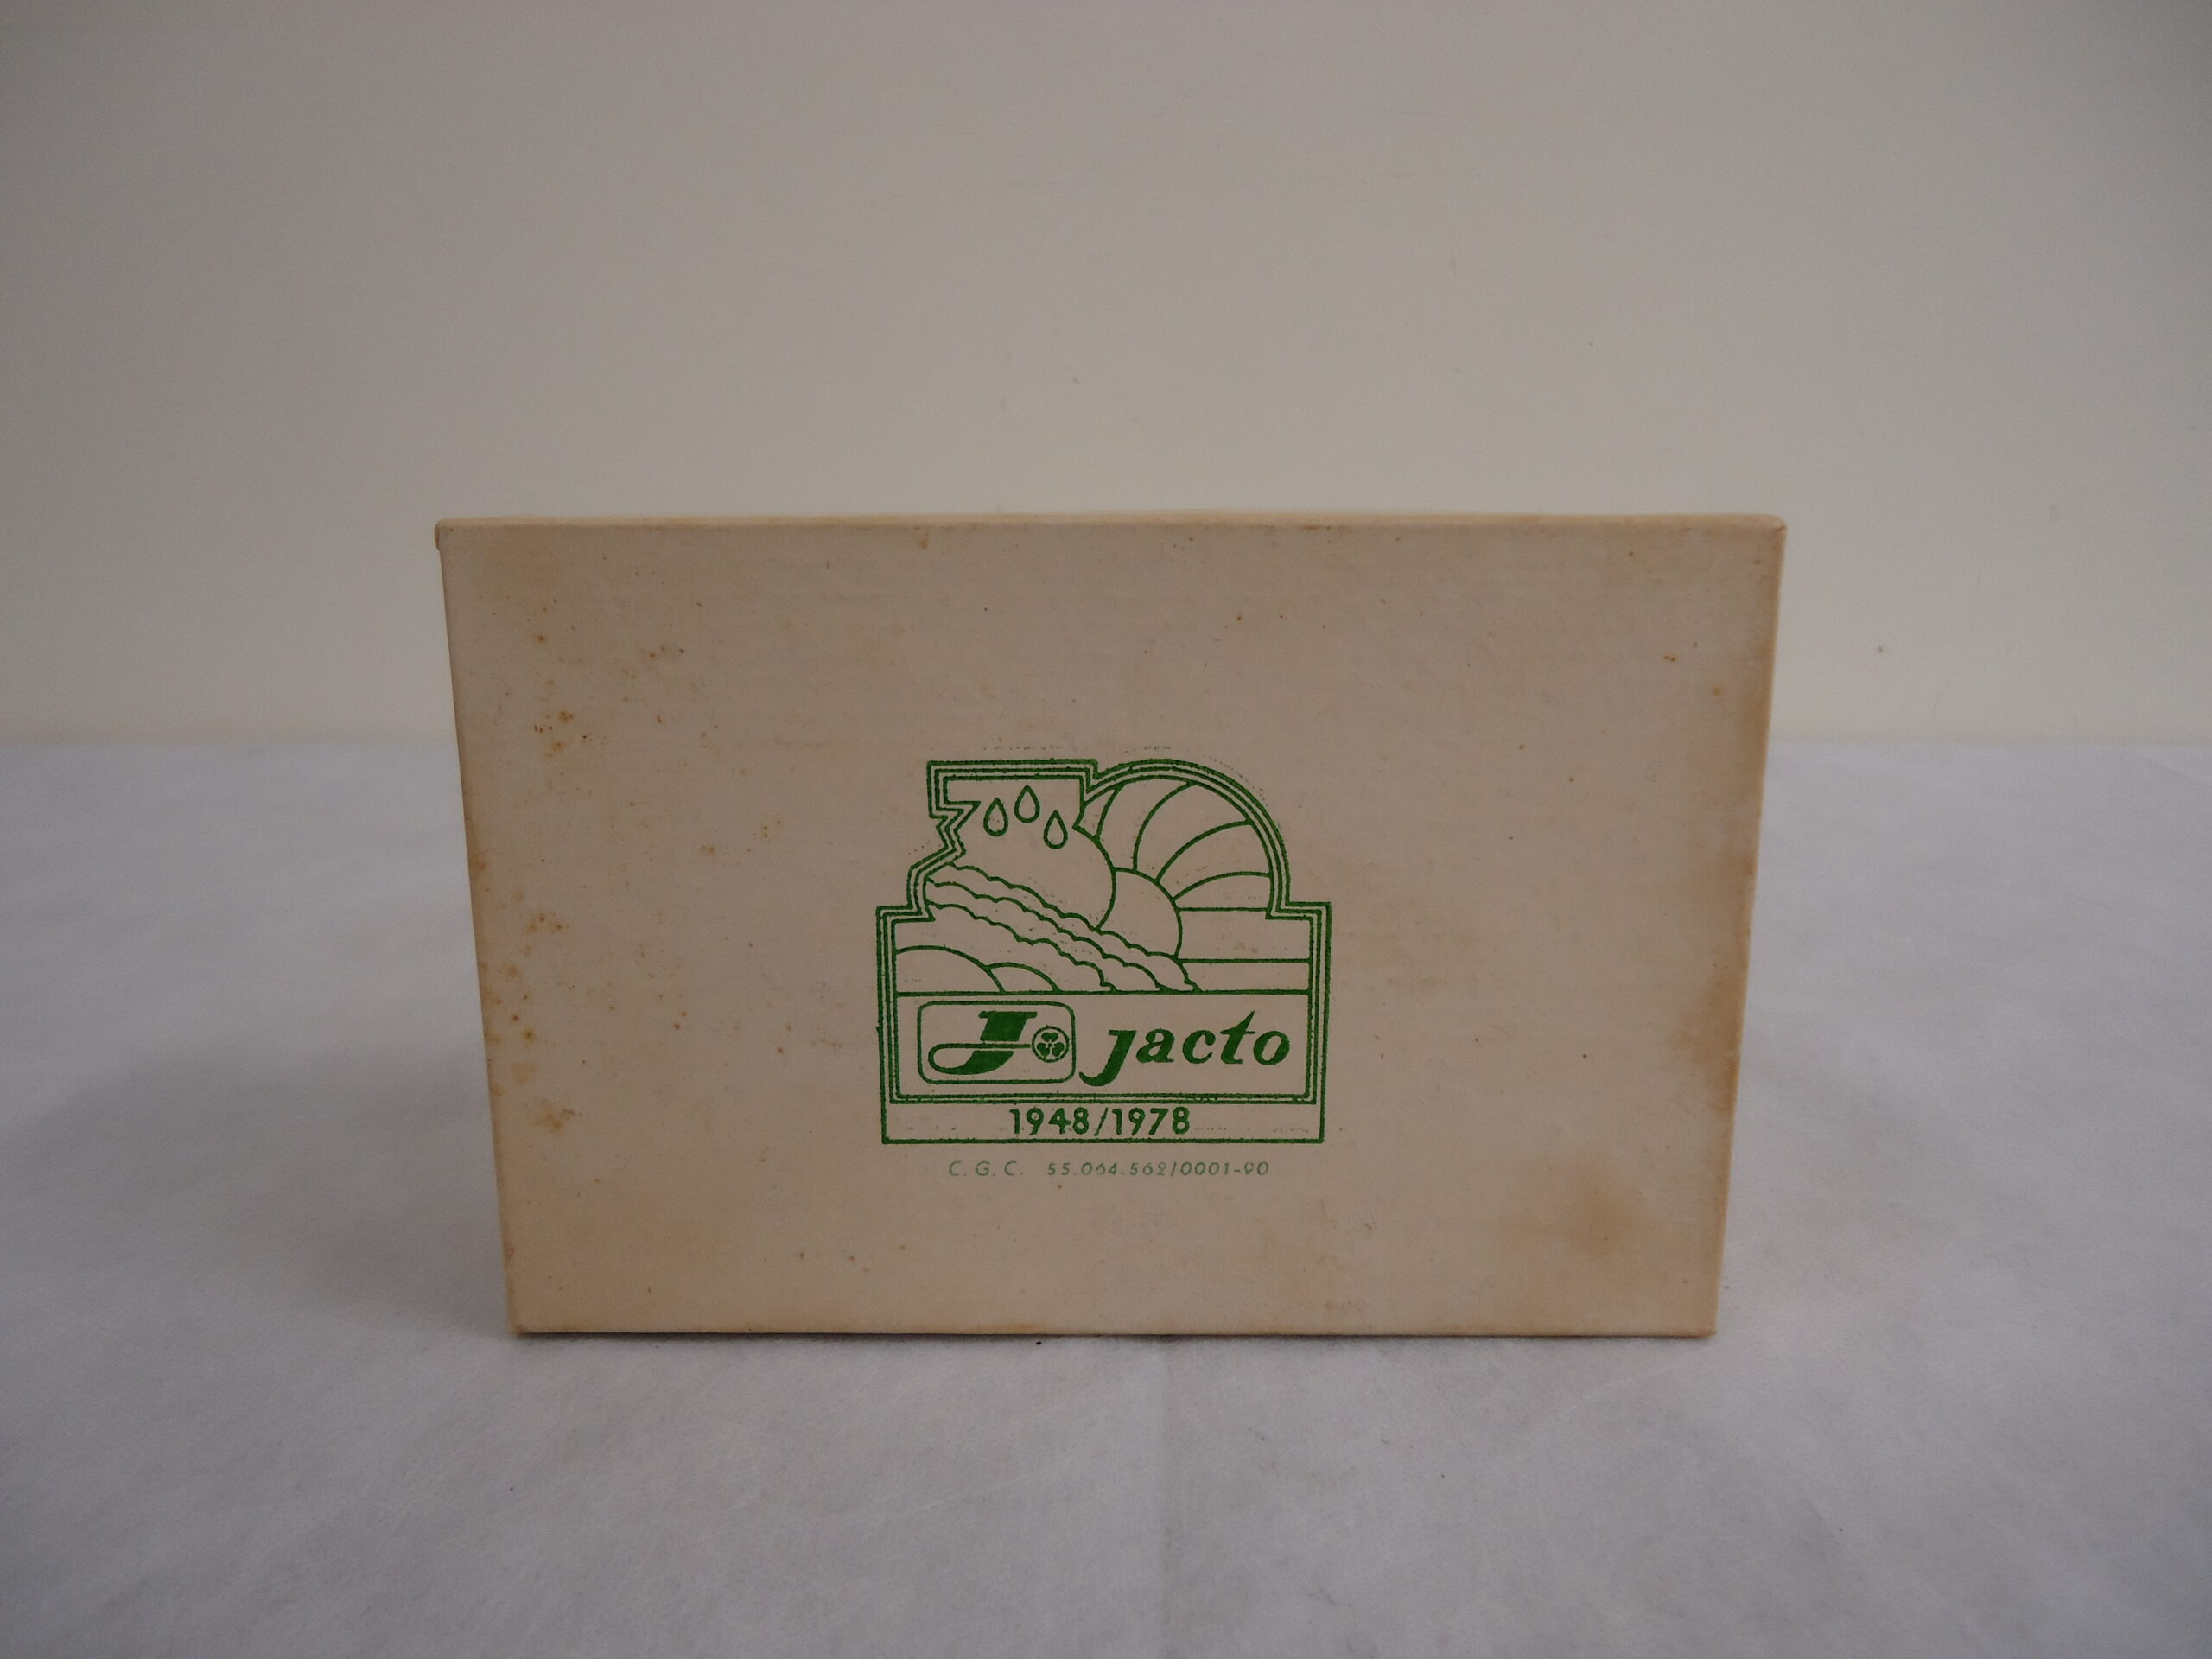 J jacto
1948/1978
C. G. C. 55.064.562/0001-90